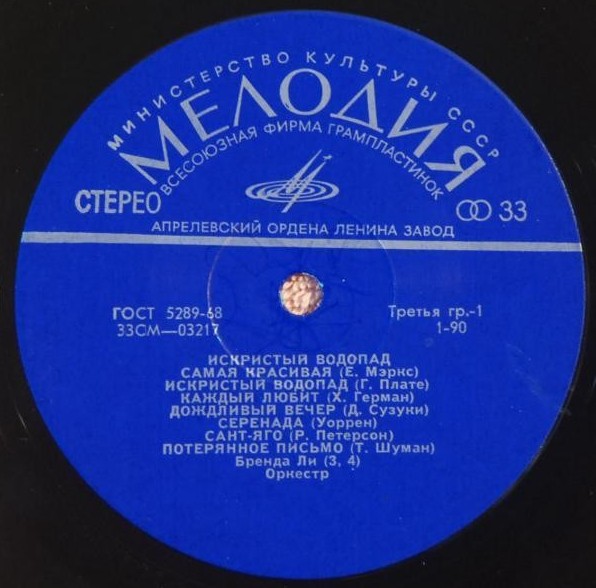 МИНИСТЕРСТВО КУЛЬТУРЫ СССР
МЕЛОДИЯ
ВСЕСОЮЗНАЯ ФИРМА ГРАМПЛАСТИНОК
СТЕРЕО 33
АПРЕЛЕВСКИЙ ОРДЕНА ЛЕНИНА ЗАВОД
ГОСТ 5289-68 Третья гр.-1
33СМ—03217 1-90
ИСКРИСТЫЙ ВОДОПАД
САМАЯ КРАСИВАЯ (Е. Мэркс)
ИСКРИСТЫЙ ВОДОПАД (Г. Плате)
КАЖДЫЙ ЛЮБИТ (Х. Герман)
ДОЖДЛИВЫЙ ВЕЧЕР (Д. Сузуки)
СЕРЕНАДА (Уоррен)
САНТ-ЯГО (Р. Петерсон)
ПОТЕРЯННОЕ ПИСЬМО (Т. Шуман)
Бренда Ли (3, 4)
Оркестр